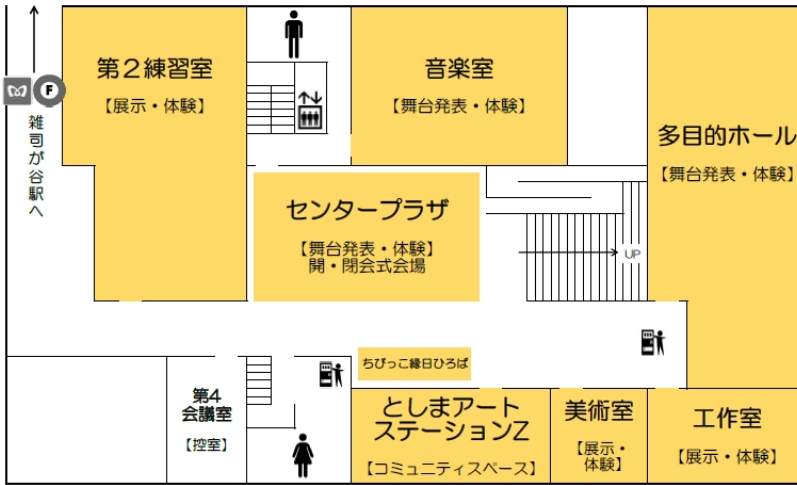 第2練習室
【展示・体験】
音楽室
【舞台発表・体験】
多目的ホール
【舞台発表・体験】
F
雑司が谷駅へ
センタープラザ
【舞台発表・体験】
開・閉会式会場
UP
ちびっこ縁日ひろば
第4
会議室
【控室】
としまアート
ステーションZ
【コミュニティスペース】
美術室
【展示・
体験】
工作室
【展示・体験】